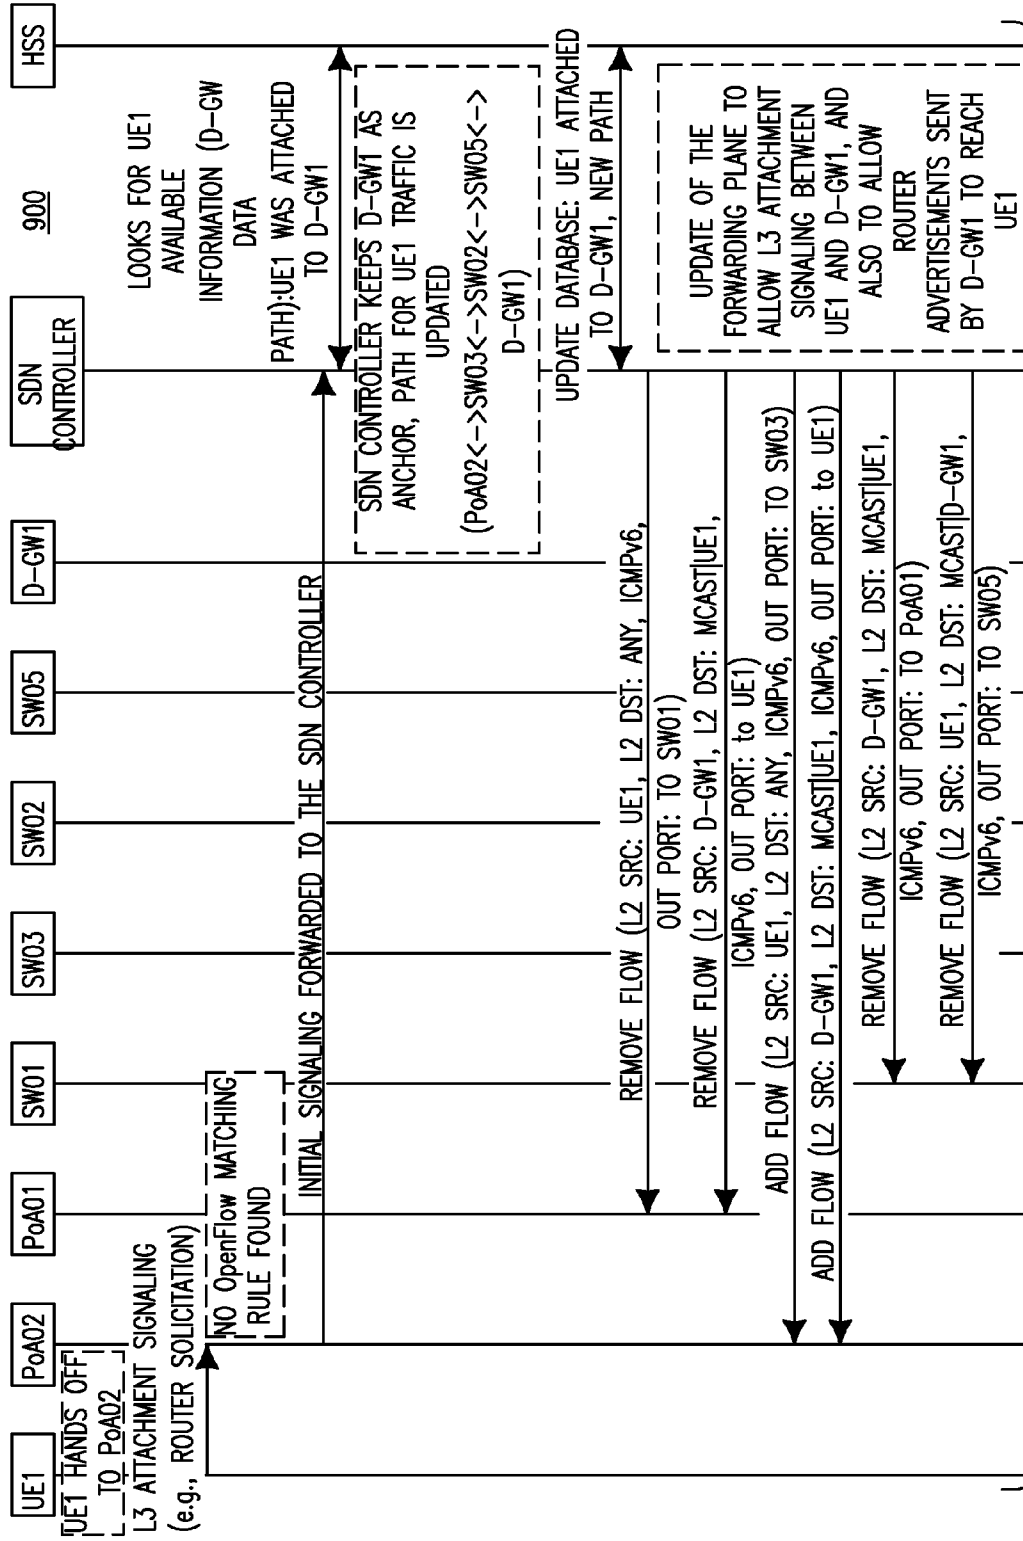 900
UE1
PoA02
PoA01
SW01
SW03
SW02
SW05
D-GW1
SDN
CONTROLLER
HSS
UE1 HANDS OFF
TO PoA02
L3 ATTACHMENT SIGNALING
(e.g., ROUTER SOLICITATION)
NO OpenFlow MATCHING
RULE FOUND
INITIAL SIGNALING FORWARDED TO THE SDN CONTROLLER
LOOKS FOR UE1
AVAILABLE
INFORMATION (D-GW
DATA
PATH):UE1 WAS ATTACHED
TO D-GW1
SDN CONTROLLER KEEPS D-GW1 AS
ANCHOR, PATH FOR UE1 TRAFFIC IS
UPDATED
(PoA02<->SW03<->SW02<->SW05<->
D-GW1)
UPDATE DATABASE: UE1 ATTACHED
TO D-GW1, NEW PATH
REMOVE FLOW (L2 SRC: UE1, L2 DST: ANY, ICMPv6,
OUT PORT: TO SW01)
REMOVE FLOW (L2 SRC: D-GW1, L2 DST: MCAST|UE1,
ICMPv6, OUT PORT: to UE1)
ADD FLOW (L2 SRC: UE1, L2 DST: ANY, ICMPv6, OUT PORT: TO SW03)
ADD FLOW (L2 SRC: D-GW1, L2 DST: MCAST|UE1, ICMPv6, OUT PORT: to UE1)
REMOVE FLOW (L2 SRC: D-GW1, L2 DST: MCAST|UE1,
ICMPv6, OUT PORT: TO PoA01)
REMOVE FLOW (L2 SRC: UE1, L2 DST: MCAST|D-GW1,
ICMPv6, OUT PORT: TO SW05)
UPDATE OF THE
FORWARDING PLANE TO
ALLOW L3 ATTACHMENT
SIGNALING BETWEEN
UE1 AND D-GW1, AND
ALSO TO ALLOW
ROUTER
ADVERTISEMENTS SENT
BY D-GW1 TO REACH
UE1